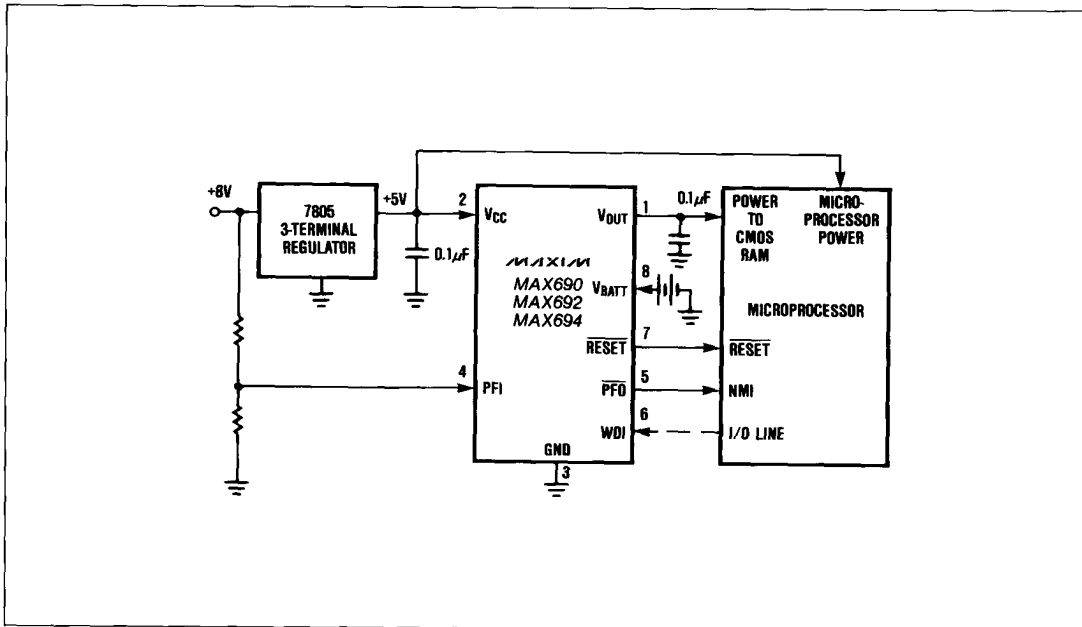 +8V
7805
3-TERMINAL
REGULATOR
+5V
0.1μF
2
VCC
MAXIM
MAX690
MAX692
MAX694
4
PFI
GND
3
VOUT
1
0.1μF
VBATT
8
RESET
7
PFO
5
WDI
6
POWER
TO
CMOS
RAM
MICRO-
PROCESSOR
POWER
MICROPROCESSOR
RESET
NMI
I/O LINE